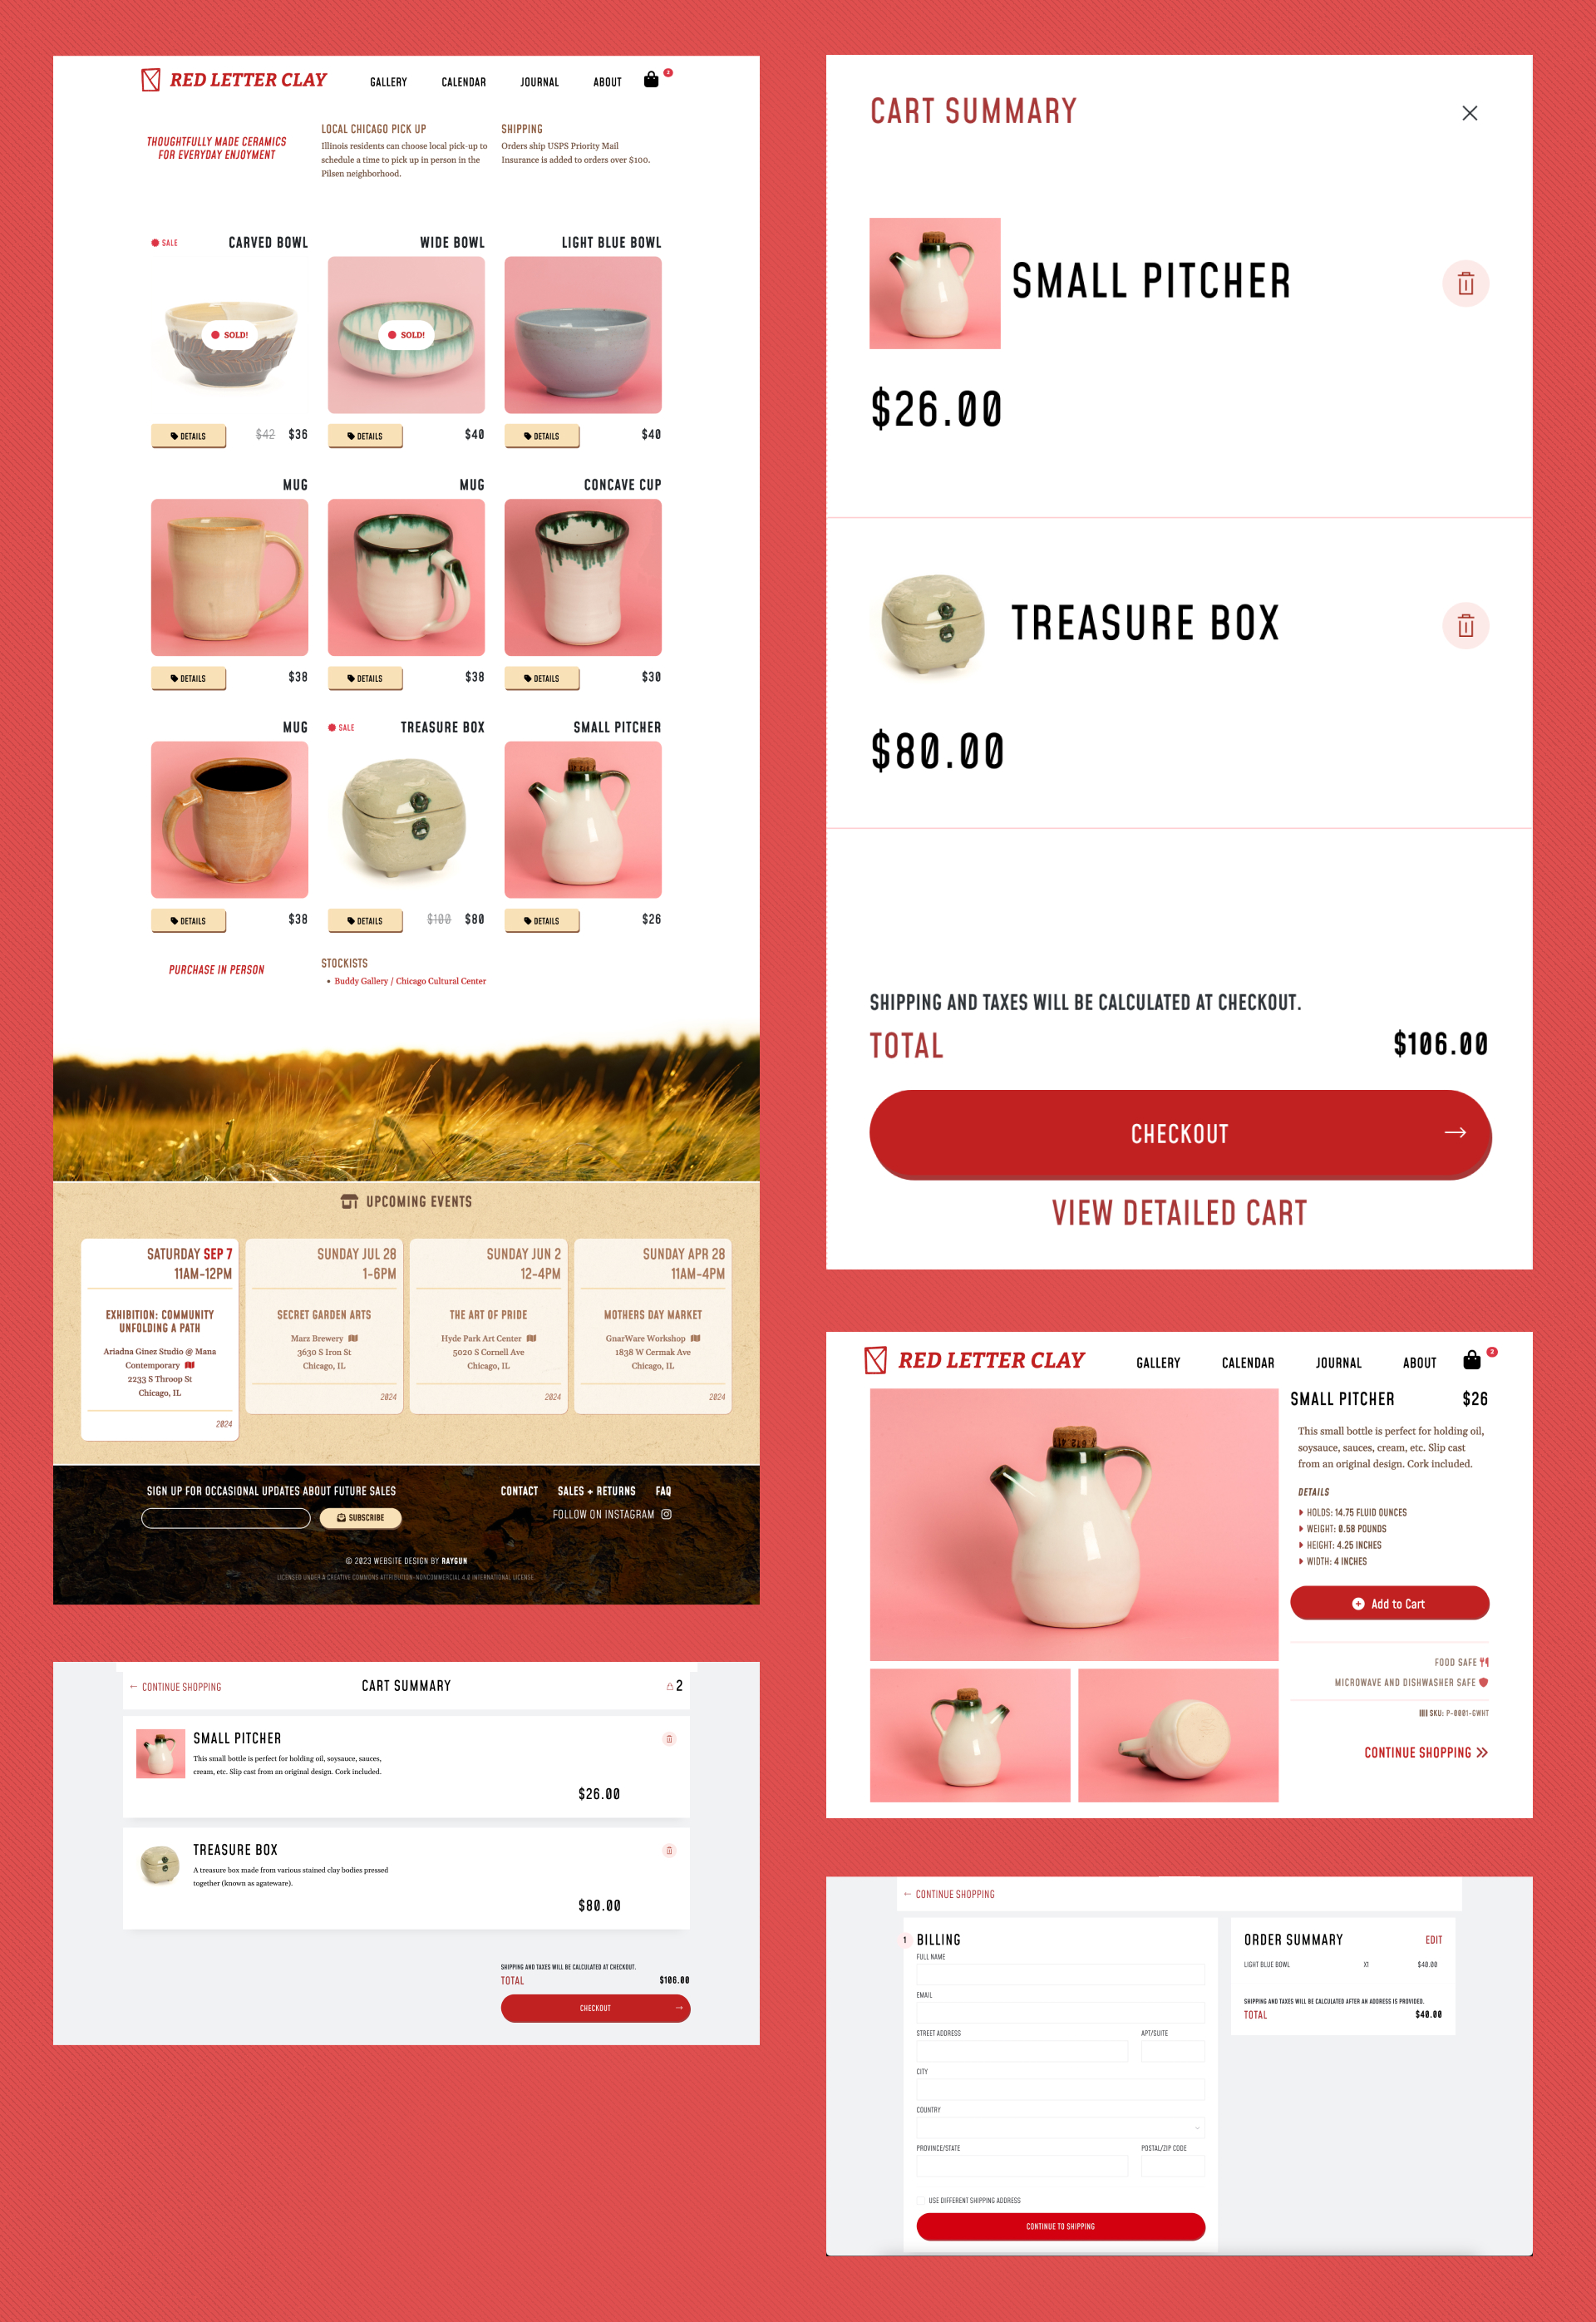 RED LETTER CLAY
GALLERY CALENDAR JOURNAL ABOUT
2
THOUGHTFULLY MADE CERAMICS
FOR EVERYDAY ENJOYMENT
LOCAL CHICAGO PICK UP
Illinois residents can choose local pick-up to
schedule a time to pick up in person in the
Pilsen neighborhood.
SHIPPING
Orders ship USPS Priority Mail
Insurance is added to orders over $100.
SALE CARVED BOWL
WIDE BOWL
LIGHT BLUE BOWL
SOLD!
SOLD!
DETAILS $42 $36
DETAILS $40
DETAILS $40
MUG
MUG
CONCAVE CUP
DETAILS $38
DETAILS $38
DETAILS $30
MUG
SALE TREASURE BOX
SMALL PITCHER
DETAILS $38
DETAILS $100 $80
DETAILS $26
PURCHASE IN PERSON
STOCKISTS
• Buddy Gallery / Chicago Cultural Center
UPCOMING EVENTS
SATURDAY SEP 7
11AM-12PM
EXHIBITION: COMMUNITY
UNFOLDING A PATH
Ariadna Ginez Studio @ Mana
Contemporary
2233 S Throop St
Chicago, IL
2024
SUNDAY JUL 28
1-6PM
SECRET GARDEN ARTS
Marz Brewery
3630 S Iron St
Chicago, IL
2024
SUNDAY JUN 2
12-4PM
THE ART OF PRIDE
Hyde Park Art Center
5020 S Cornell Ave
Chicago, IL
2024
SUNDAY APR 28
11AM-4PM
MOTHERS DAY MARKET
GnarWare Workshop
1838 W Cermak Ave
Chicago, IL
2024
SIGN UP FOR OCCASIONAL UPDATES ABOUT FUTURE SALES
SUBSCRIBE
CONTACT SALES + RETURNS FAQ
FOLLOW ON INSTAGRAM
© 2023 WEBSITE DESIGN BY RAYGUN
LICENSED UNDER A CREATIVE COMMONS ATTRIBUTION-NONCOMMERCIAL 4.0 INTERNATIONAL LICENSE.
← CONTINUE SHOPPING CART SUMMARY 2
SMALL PITCHER
This small bottle is perfect for holding oil, soysauce, sauces,
cream, etc. Slip cast from an original design. Cork included.
$26.00
TREASURE BOX
A treasure box made from various stained clay bodies pressed
together (known as agateware).
$80.00
SHIPPING AND TAXES WILL BE CALCULATED AT CHECKOUT.
TOTAL $106.00
CHECKOUT →
CART SUMMARY
SMALL PITCHER
$26.00
TREASURE BOX
$80.00
SHIPPING AND TAXES WILL BE CALCULATED AT CHECKOUT.
TOTAL $106.00
CHECKOUT →
VIEW DETAILED CART
RED LETTER CLAY
GALLERY CALENDAR JOURNAL ABOUT
2
SMALL PITCHER $26
This small bottle is perfect for holding oil,
soysauce, sauces, cream, etc. Slip cast
from an original design. Cork included.
DETAILS
HOLDS: 14.75 FLUID OUNCES
WEIGHT: 0.58 POUNDS
HEIGHT: 4.25 INCHES
WIDTH: 4 INCHES
Add to Cart
FOOD SAFE
MICROWAVE AND DISHWASHER SAFE
SKU: P-0001-GWHT
CONTINUE SHOPPING
← CONTINUE SHOPPING
1 BILLING
FULL NAME
EMAIL
STREET ADDRESS APT/SUITE
CITY
COUNTRY
PROVINCE/STATE POSTAL/ZIP CODE
USE DIFFERENT SHIPPING ADDRESS
CONTINUE TO SHIPPING
ORDER SUMMARY EDIT
LIGHT BLUE BOWL X1 $40.00
SHIPPING AND TAXES WILL BE CALCULATED AFTER AN ADDRESS IS PROVIDED.
TOTAL $40.00